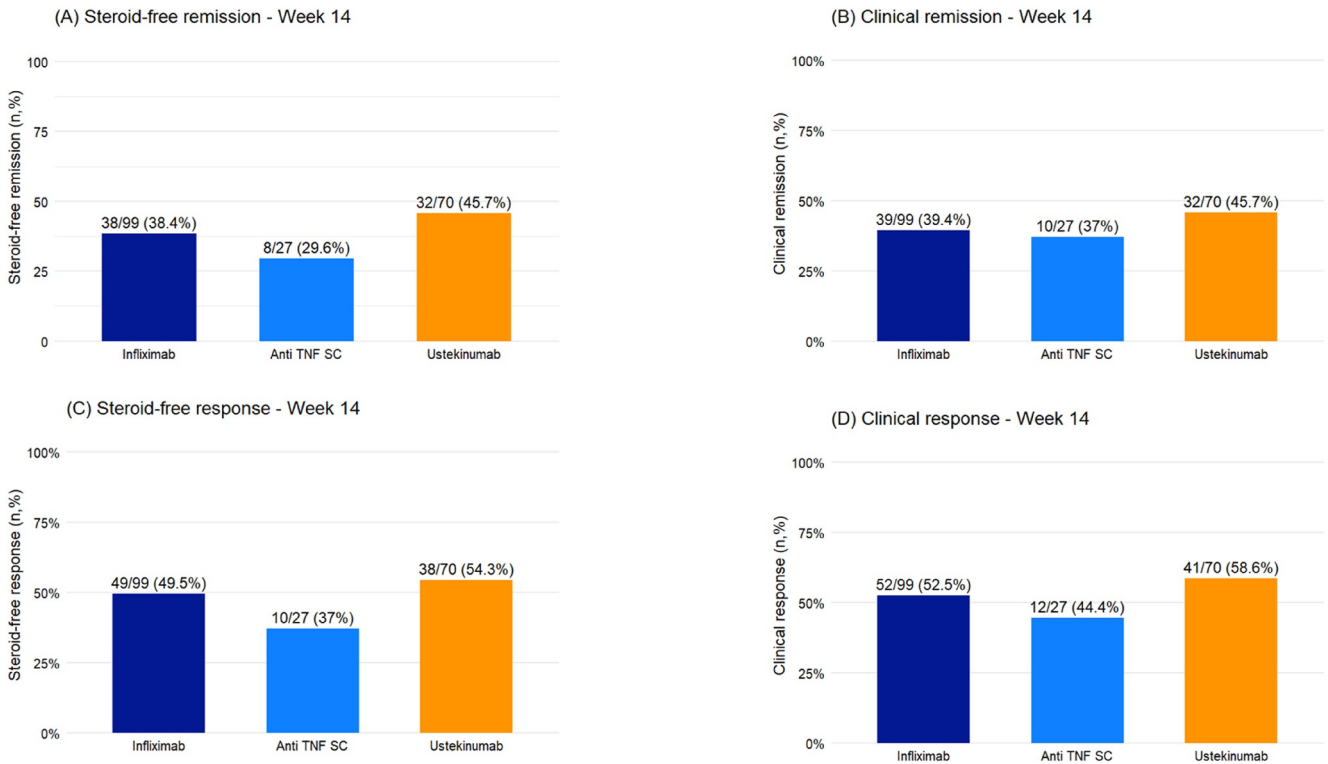 (A) Steroid-free remission - Week 14
Steroid-free remission (n,%)
100
75
50
25
0
38/99 (38.4%)
8/27 (29.6%)
32/70 (45.7%)
Infliximab
Anti TNF SC
Ustekinumab
(B) Clinical remission - Week 14
Clinical remission (n,%)
100%
75%
50%
25%
0%
39/99 (39.4%)
10/27 (37%)
32/70 (45.7%)
Infliximab
Anti TNF SC
Ustekinumab
(C) Steroid-free response - Week 14
Steroid-free response (n,%)
100%
75%
50%
25%
0%
49/99 (49.5%)
10/27 (37%)
38/70 (54.3%)
Infliximab
Anti TNF SC
Ustekinumab
(D) Clinical response - Week 14
Clinical response (n,%)
100%
75%
50%
25%
0%
52/99 (52.5%)
12/27 (44.4%)
41/70 (58.6%)
Infliximab
Anti TNF SC
Ustekinumab